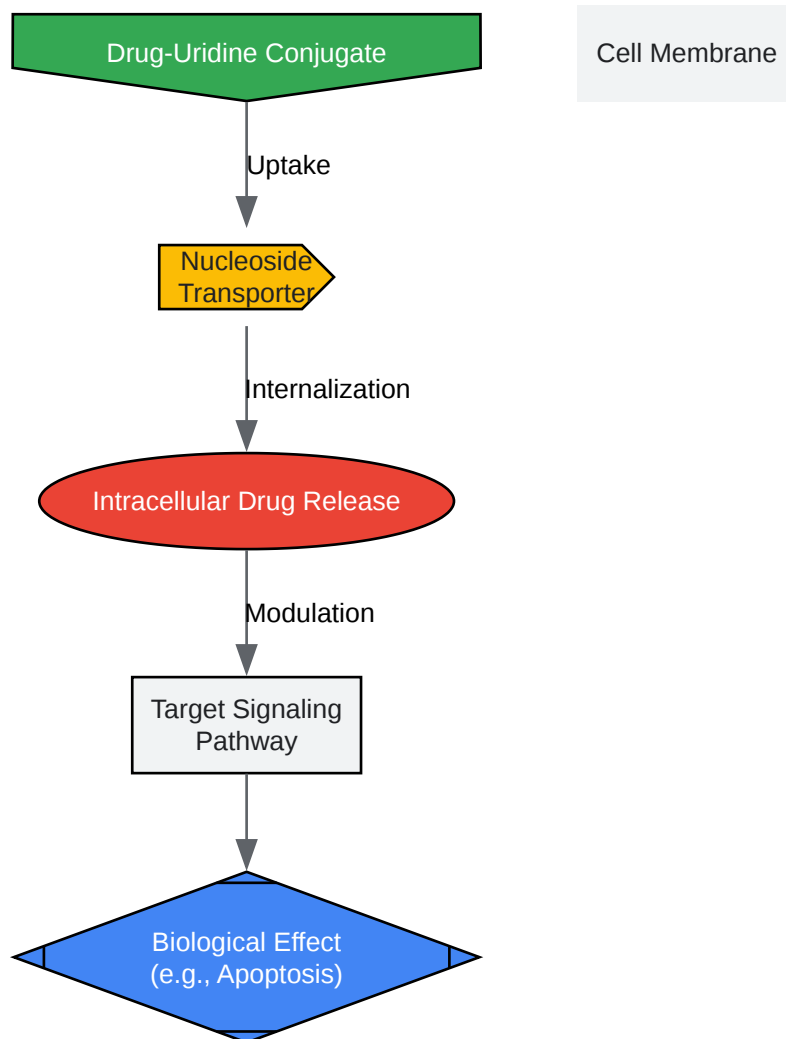 Drug-Uridine Conjugate
Cell Membrane
Uptake
Nucleoside
Transporter
Internalization
Intracellular Drug Release
Modulation
Target Signaling
Pathway
Biological Effect
(e.g., Apoptosis)